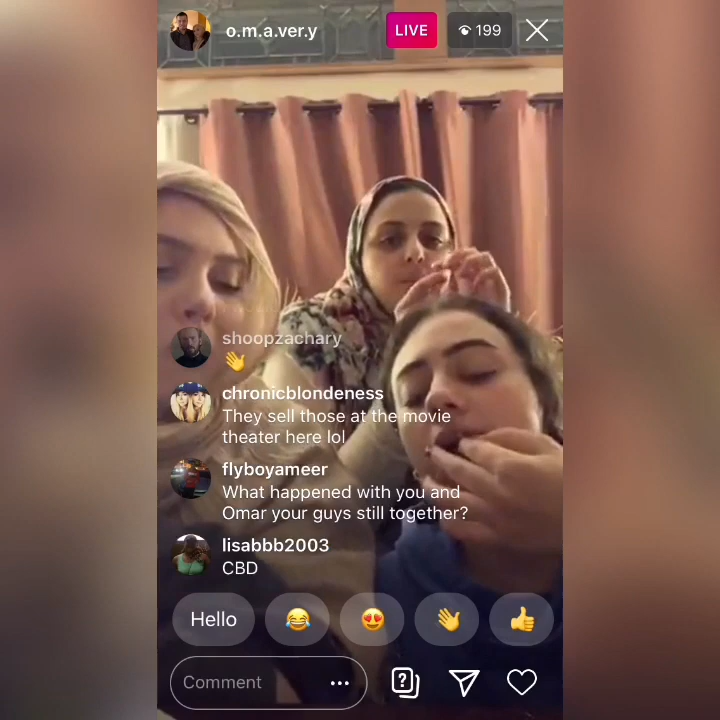 o.m.a.ver.y
LIVE
199
shoopzachary
chronicblondeness
They sell those at the movie
theater here lol
flyboyameer
What happened with you and
Omar your guys still together?
lisabbb2003
CBD
Hello
Comment